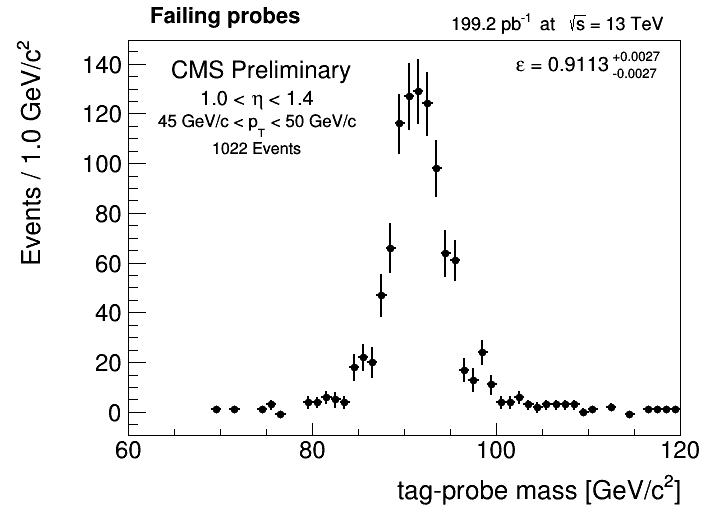 Failing probes
199.2 pb⁻¹ at √s = 13 TeV
CMS Preliminary
ε = 0.9113 +0.0027 -0.0027
1.0 < η < 1.4
45 GeV/c < p_T < 50 GeV/c
1022 Events
Events / 1.0 GeV/c²
140
120
100
80
60
40
20
0
60 80 100 120
tag-probe mass [GeV/c²]